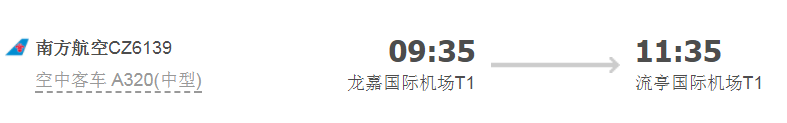 南方航空CZ6139
空中客车 A320(中型)
09:35
龙嘉国际机场T1
11:35
流亭国际机场T1